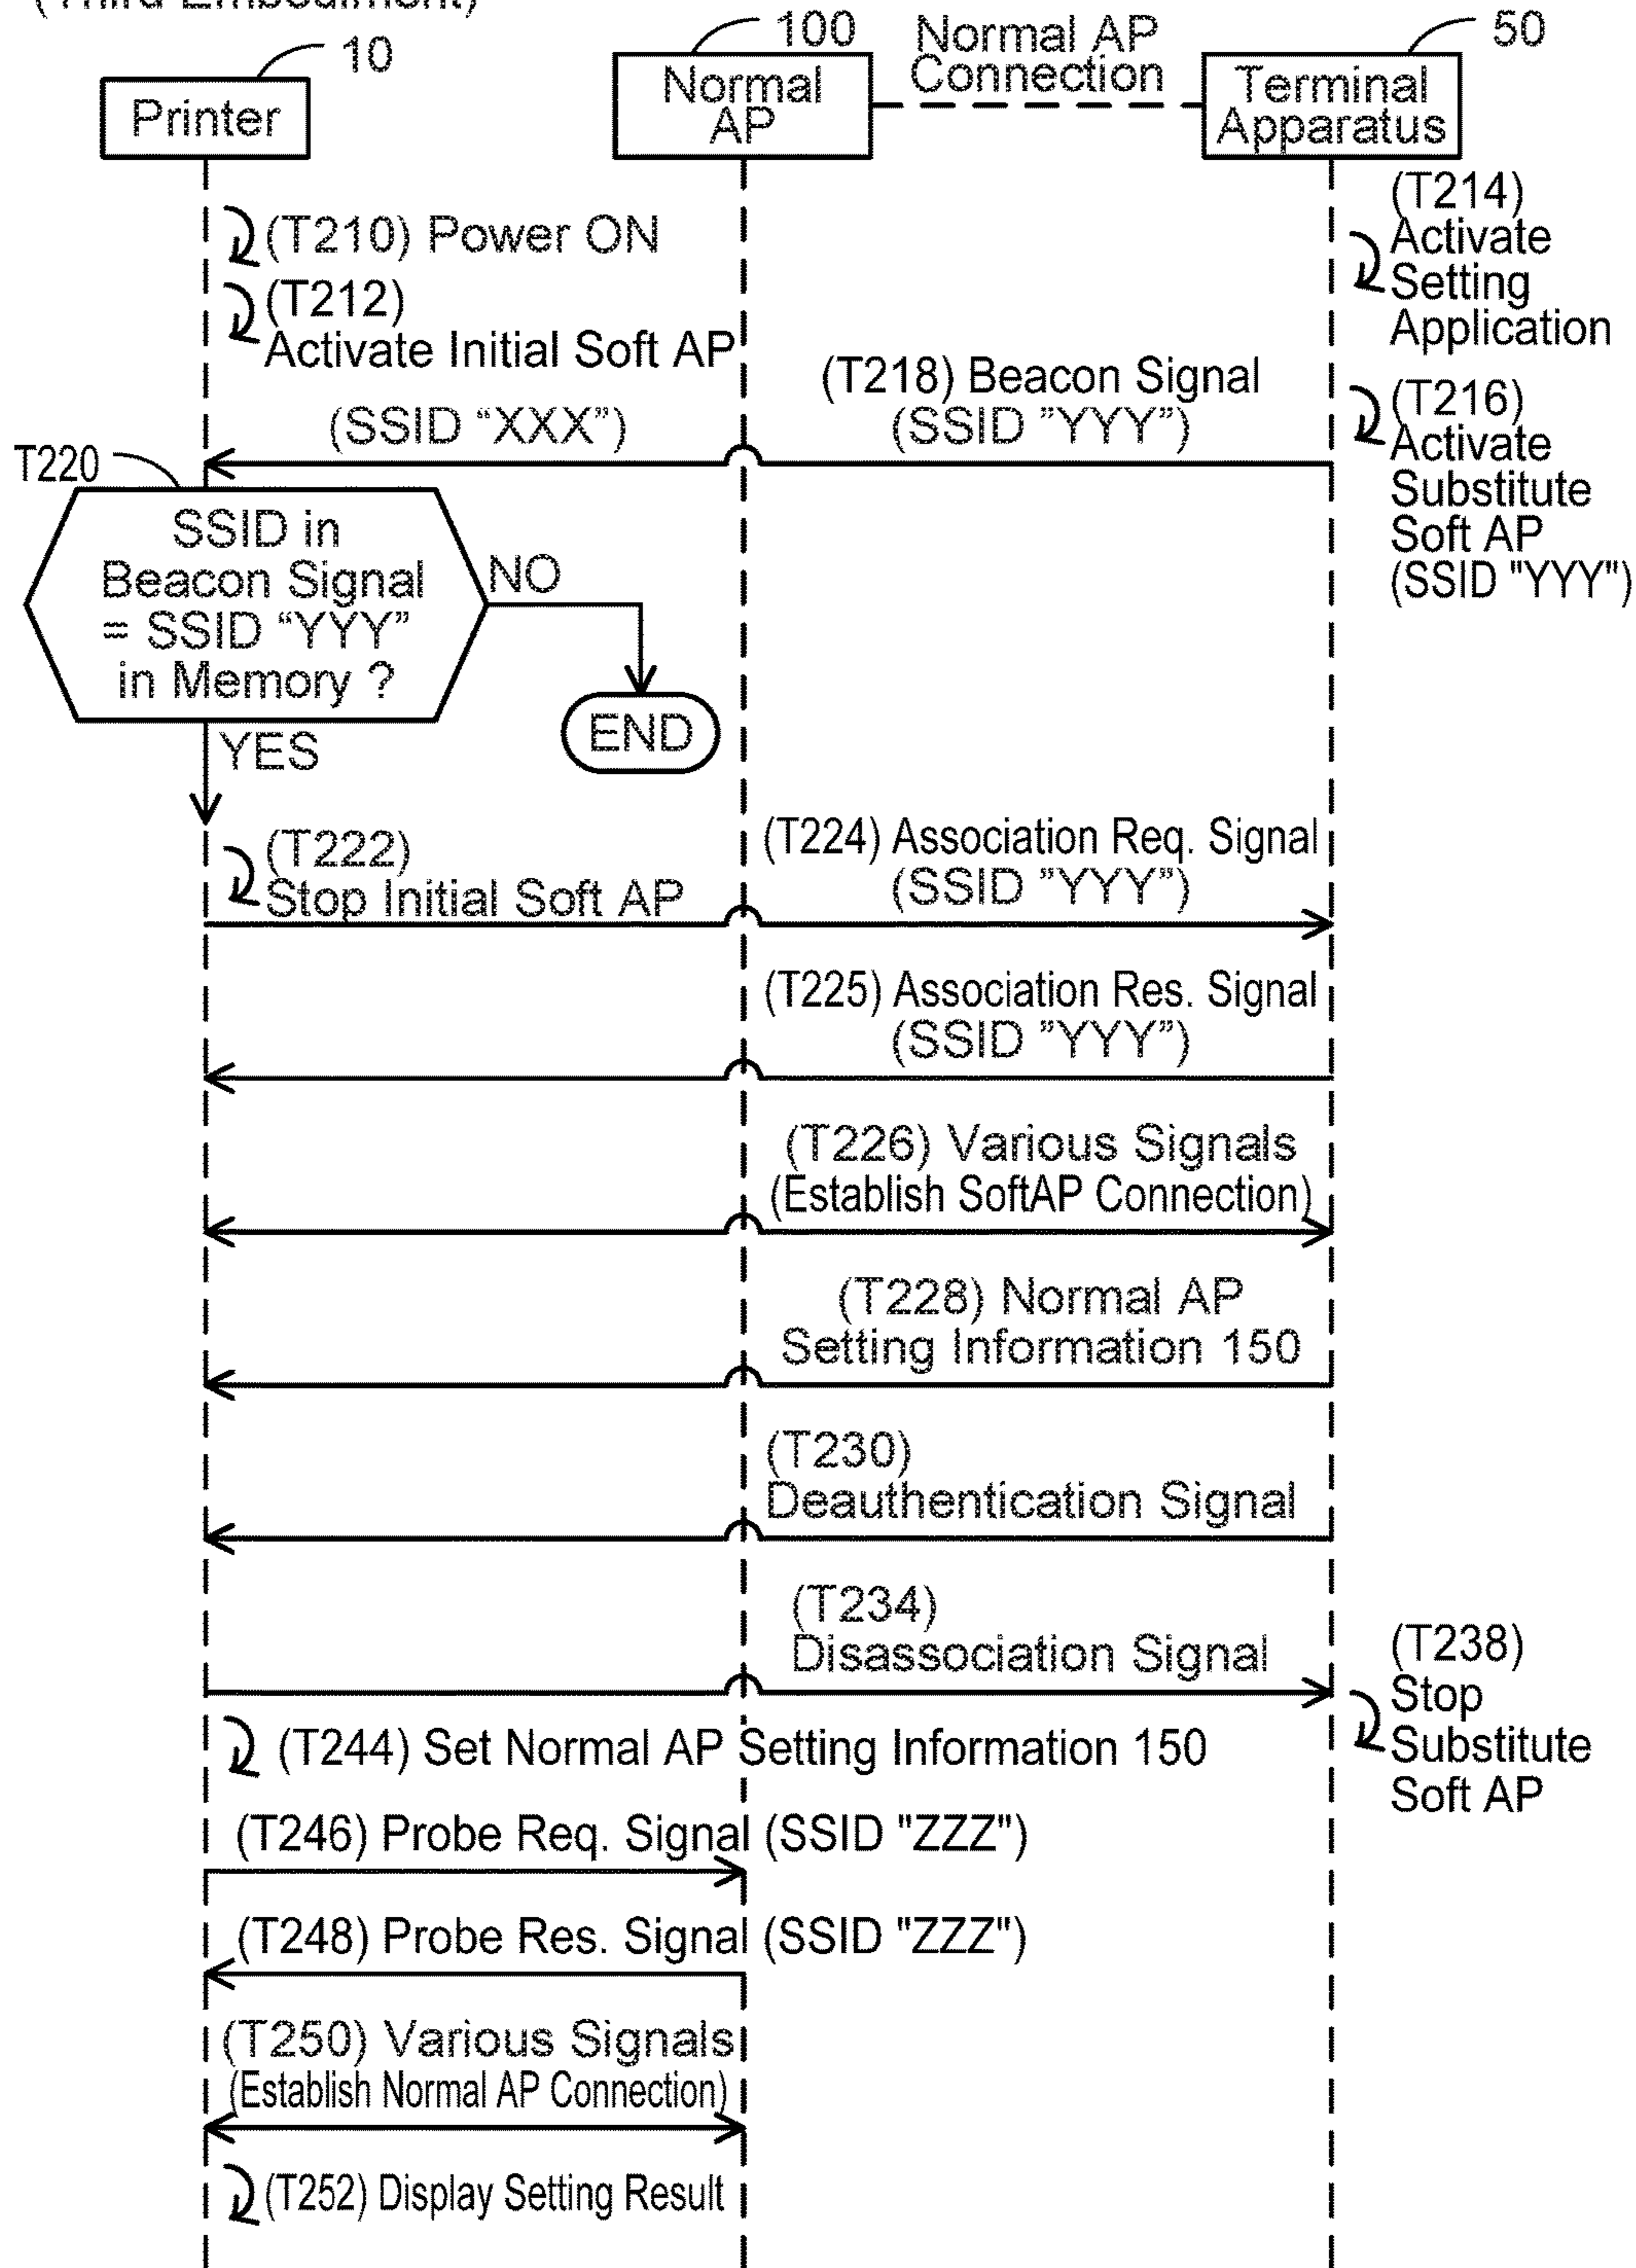 (Third Embodiment)
10
Printer
100
Normal
AP
Normal AP
Connection
50
Terminal
Apparatus
(T210) Power ON
(T212)
Activate Initial Soft AP
(SSID “XXX”)
(T214)
Activate
Setting
Application
(T216)
Activate
Substitute
Soft AP
(SSID "YYY")
(T218) Beacon Signal
(SSID ”YYY”)
T220
SSID in
Beacon Signal
= SSID “YYY”
in Memory ?
NO
END
YES
(T222)
Stop Initial Soft AP
(T224) Association Req. Signal
(SSID ”YYY”)
(T225) Association Res. Signal
(SSID ”YYY”)
(T226) Various Signals
(Establish SoftAP Connection)
(T228) Normal AP
Setting Information 150
(T230)
Deauthentication Signal
(T234)
Disassociation Signal
(T238)
Stop
Substitute
Soft AP
(T244) Set Normal AP Setting Information 150
(T246) Probe Req. Signal (SSID "ZZZ")
(T248) Probe Res. Signal (SSID "ZZZ")
(T250) Various Signals
(Establish Normal AP Connection)
(T252) Display Setting Result